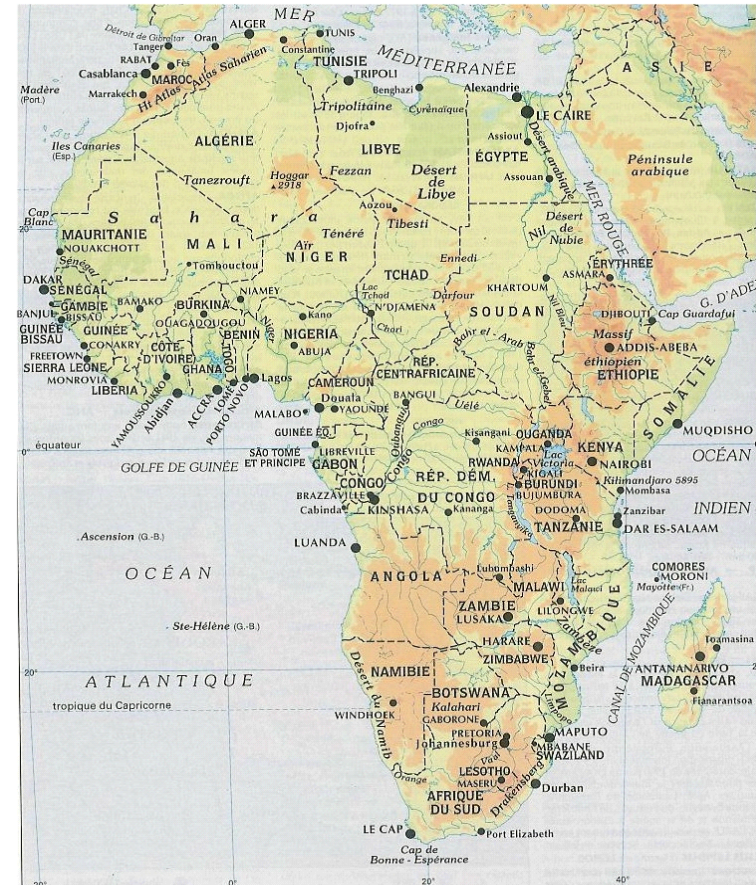 MER
MÉDITERRANÉE
Détroit de Gibraltar
Tanger
Oran
ALGER
TUNIS
Constantine
RABAT
Fès
Casablanca
MAROC
Atlas Saharien
Ht Atlas
Marrakech
Madère
(Port.)
TUNISIE
TRIPOLI
Tripolitaine
Benghazi
Cyrénaïque
Alexandrie
LE CAIRE
ASIE
Iles Canaries
(Esp.)
ALGÉRIE
Djofra
LIBYE
Assiout
ÉGYPTE
Désert arabique
Péninsule
arabique
Tanezrouft
Hoggar
2918
Fezzan
Désert
de
Libye
Assouan
MER ROUGE
Cap
Blanc
20°
Sahara
Aozou
Tibesti
Désert
de
Nubie
Nil
MAURITANIE
NOUAKCHOTT
MALI
Tombouctou
Aïr
NIGER
Ténéré
Ennedi
TCHAD
ÉRYTHRÉE
ASMARA
Sénégal
DAKAR
SÉNÉGAL
GAMBIE
BANJUL
BISSAU
GUINÉE
BISSAU
BAMAKO
BURKINA
OUAGADOUGOU
NIAMEY
Niger
Kano
Lac
Tchad
N'DJAMENA
Chari
Darfour
KHARTOUM
SOUDAN
Nil Bleu
G. D'ADE
DJIBOUTI
Cap Guardafui
GUINÉE
CONAKRY
FREETOWN
SIERRA LEONE
MONROVIA
LIBERIA
CÔTE
D'IVOIRE
GHANA
TOGO
BÉNIN
NIGERIA
ABUJA
Lagos
YAMOUSSOUKRO
Abidjan
ACCRA
LOMÉ
PORTO NOVO
Bahr el-Arab
Bahr el-Gebel
Massif
éthiopien
ADDIS-ABEBA
ETHIOPIE
SOMALIE
RÉP.
CENTRAFRICAINE
BANGUI
CAMEROUN
Douala
YAOUNDÉ
MALABO
GUINÉE ÉQ.
Oubangui
Uélé
Congo
Kisangani
OUGANDA
KAMPALA
KENYA
NAIROBI
MUQDISHO
équateur
0°
GOLFE DE GUINÉE
SÃO TOMÉ
ET PRINCIPE
LIBREVILLE
GABON
CONGO
Congo
RÉP. DÉM.
DU CONGO
RWANDA
KIGALI
Lac
Victoria
BURUNDI
BUJUMBURA
Kilimandjaro 5895
Mombasa
OCÉAN
INDIEN
BRAZZAVILLE
Cabinda
KINSHASA
Kananga
L. Tanganyika
DODOMA
TANZANIE
Zanzibar
DAR ES-SALAAM
Ascension (G.-B.)
LUANDA
ANGOLA
Lubumbashi
MALAWI
Lac
Malawi
COMORES
MORONI
Mayotte (Fr.)
OCÉAN
ATLANTIQUE
Ste-Hélène (G.-B.)
ZAMBIE
LUSAKA
LILONGWE
Zambèze
MOZAMBIQUE
CANAL DE MOZAMBIQUE
HARARE
ZIMBABWE
Beira
Toamasina
ANTANANARIVO
MADAGASCAR
Fianarantsoa
20°
tropique du Capricorne
NAMIBIE
Désert du Namib
WINDHOEK
BOTSWANA
Kalahari
GABORONE
Limpopo
PRETORIA
Johannesburg
MAPUTO
MBABANE
SWAZILAND
Vaal
Orange
LESOTHO
MASERU
Drakensberg
Durban
AFRIQUE
DU SUD
LE CAP
Port Elizabeth
Cap de
Bonne - Espérance
20°
0°
20°
40°